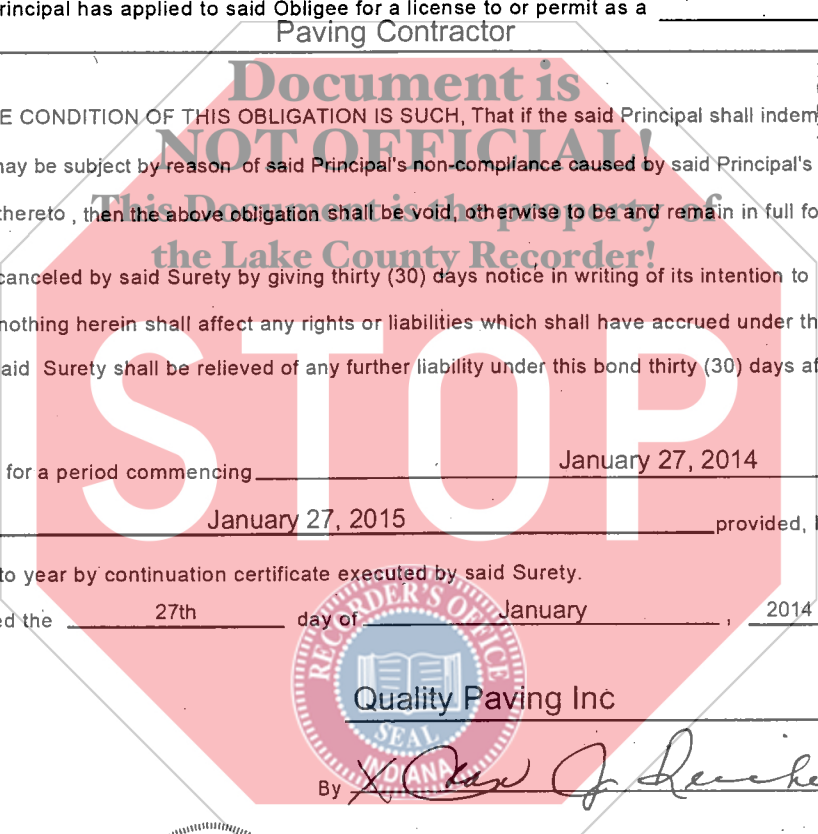 rincipal has applied to said Obligee for a license to or permit as a
Paving Contractor
Document is
E CONDITION OF THIS OBLIGATION IS SUCH, That if the said Principal shall indem
NOT OFFICIAL!
may be subject by reason of said Principal's non-compliance caused by said Principal's
This Document is the property of
thereto , then the above obligation shall be void, otherwise to be and remain in full fo
the Lake County Recorder!
canceled by said Surety by giving thirty (30) days notice in writing of its intention to
nothing herein shall affect any rights or liabilities which shall have accrued under th
aid Surety shall be relieved of any further liability under this bond thirty (30) days af
STOP
for a period commencing January 27, 2014
January 27, 2015 provided,
to year by continuation certificate executed by said Surety.
ed the 27th day of January , 2014
RECORDER'S OFFICE
Quality Paving Inc
SEAL
INDIANA
By X